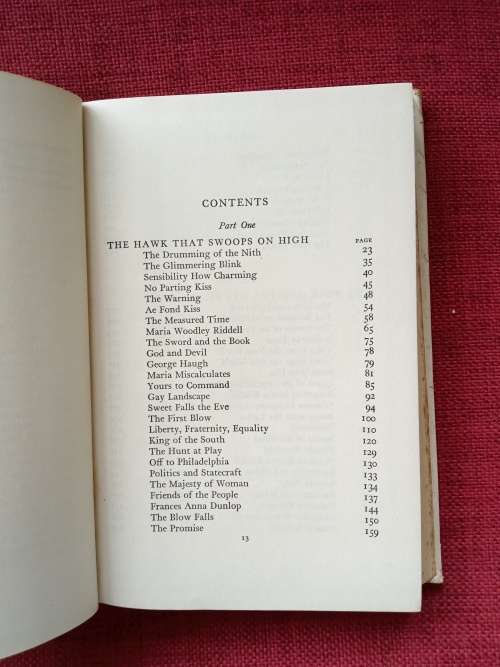 CONTENTS
Part One
THE HAWK THAT SWOOPS ON HIGH PAGE
The Drumming of the Nith 23
The Glimmering Blink 35
Sensibility How Charming 40
No Parting Kiss 45
The Warning 48
Ae Fond Kiss 54
The Measured Time 58
Maria Woodley Riddell 65
The Sword and the Book 75
God and Devil 78
George Haugh 79
Maria Miscalculates 81
Yours to Command 85
Gay Landscape 92
Sweet Falls the Eve 94
The First Blow 100
Liberty, Fraternity, Equality 110
King of the South 120
The Hunt at Play 129
Off to Philadelphia 130
Politics and Statecraft 133
The Majesty of Woman 134
Friends of the People 137
Frances Anna Dunlop 144
The Blow Falls 150
The Promise 159
13